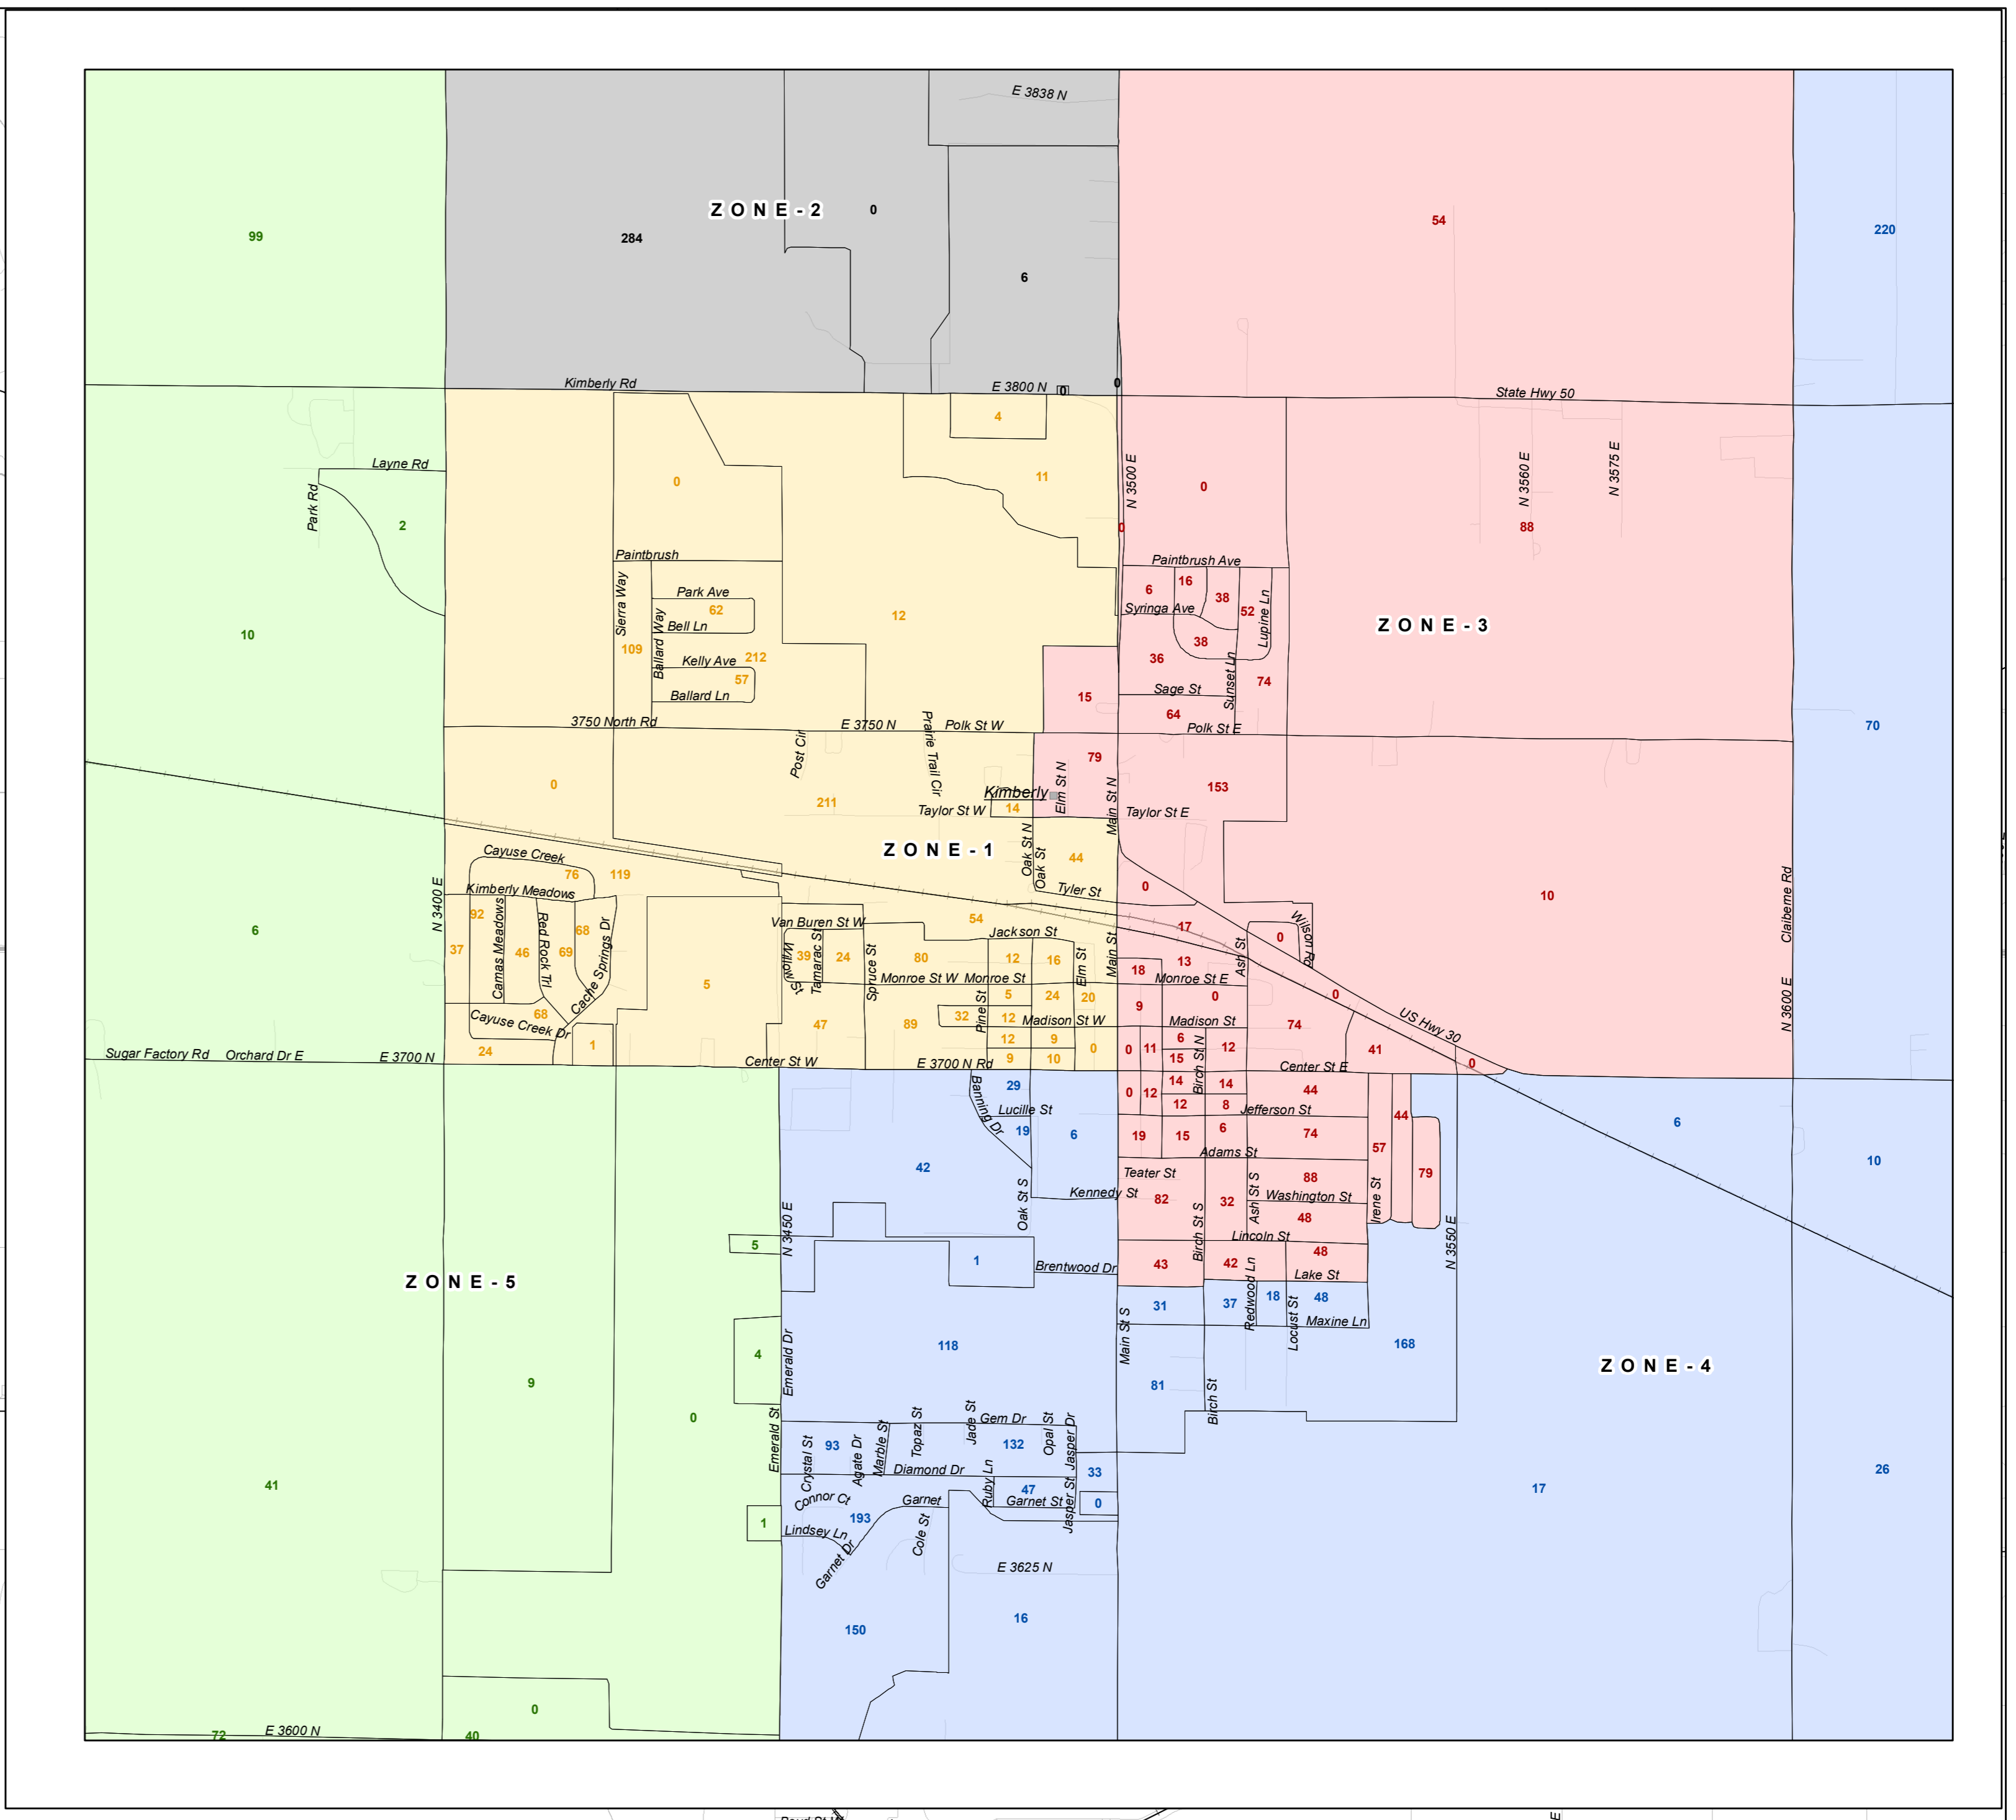 E 3838 N
ZONE-2
0
54
99
284
220
6
Kimberly Rd
E 3800 N
0
0
State Hwy 50
4
Layne Rd
11
0
0
N 3500 E
N 3560 E
N 3575 E
Park Rd
2
0
88
Paintbrush
Paintbrush Ave
Sierra Way
Park Ave
62
Bell Ln
Ballard Way
12
6
16
38
52
Lupine Ln
Syringa Ave
38
ZONE-3
10
109
Kelly Ave
212
57
Ballard Ln
36
Sunset Ln
74
15
Sage St
64
3750 North Rd
E 3750 N
Polk St W
Polk St E
70
Post Cir
Prairie Trail Cir
79
0
153
Kimberly
Elm St N
Main St N
211
Taylor St W
14
Taylor St E
ZONE-1
Oak St N
Oak St
44
Cayuse Creek
76
119
Tyler St
0
10
Kimberly Meadows
N 3400 E
92
Camas Meadows
Red Rock Trl
68
Cache Springs Dr
Van Buren St W
54
17
Wilson Rd
Claiberne Rd
6
37
46
69
Willow St
39
Tamarac St
24
Spruce St
80
Jackson St
12
16
Elm St
Main St
18
13
Ash St
0
5
Monroe St W
Monroe St
Monroe St E
5
24
20
0
0
N 3600 E
68
Cayuse Creek Dr
47
89
32
Pine St
12
Madison St W
9
Madison St
74
US Hwy 30
24
1
12
9
0
0
11
6
15
Birch St N
12
41
Sugar Factory Rd
Orchard Dr E
E 3700 N
Center St W
E 3700 N Rd
9
10
Center St E
0
29
Banning Dr
Lucille St
19
6
0
12
14
12
14
8
44
Jefferson St
44
6
42
19
15
6
74
57
Adams St
10
Teater St
88
79
Oak St S
Kennedy St
82
Birch St S
32
Ash St S
Washington St
48
Irene St
N 3450 E
5
Lincoln St
N 3550 E
1
Brentwood Dr
43
42
48
Redwood Ln
Lake St
ZONE-5
31
37
18
48
Locust St
Maxine Ln
Main St S
4
Emerald Dr
118
168
ZONE-4
9
81
Birch St
0
Emerald St
Gem Dr
Crystal St
93
Agate Dr
Marble St
Topaz St
Jade St
132
Opal St
Jasper Dr
Diamond Dr
33
26
41
Connor Ct
Garnet
Ruby Ln
47
Garnet St
Jasper St
0
17
1
Lindsey Ln
193
Garnet Dr
Cole St
E 3625 N
16
150
0
72
E 3600 N
40